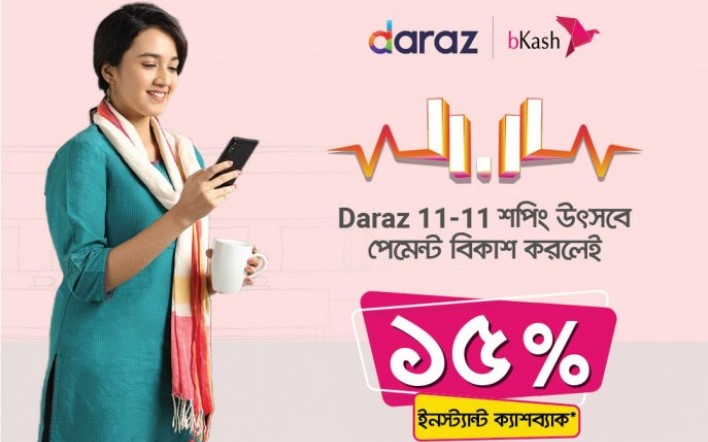 daraz | bKash
11.11
Daraz 11-11 শপিং উৎসবে
পেমেন্ট বিকাশ করলেই
১৫%
ইনস্ট্যান্ট ক্যাশব্যাক*